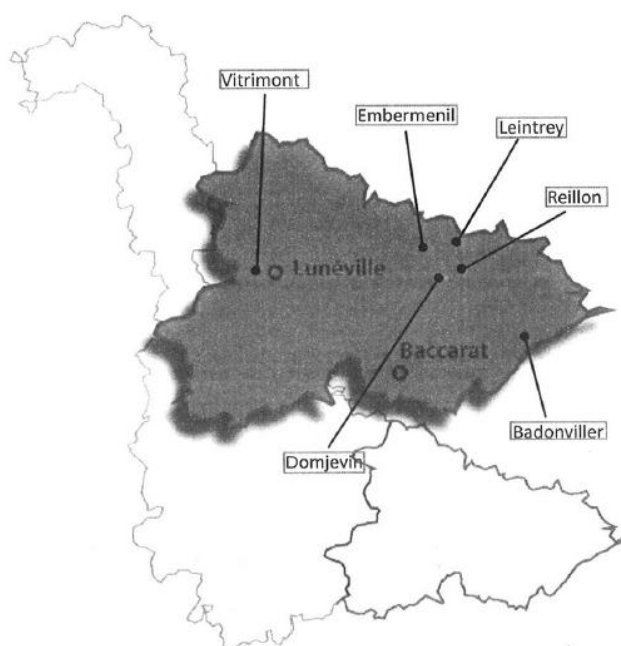 Vitrimont
Embermenil
Leintrey
Reillon
Lunéville
Baccarat
Badonviller
Domjevin